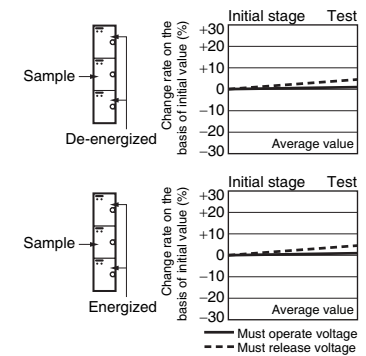 Initial stage Test
Change rate on the
basis of initial value (%)
+30
+20
+10
0
−10
−20
−30
Sample
De-energized
Average value
Initial stage Test
Change rate on the
basis of initial value (%)
+30
+20
+10
0
−10
−20
−30
Sample
Energized
Average value
Must operate voltage
Must release voltage